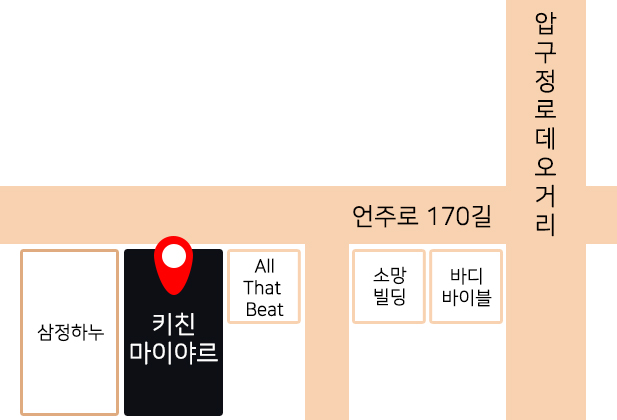 압구정로데오거리
언주로 170길
All
That
Beat
소망
빌딩
바디
바이블
삼정하누
키친
마이야르